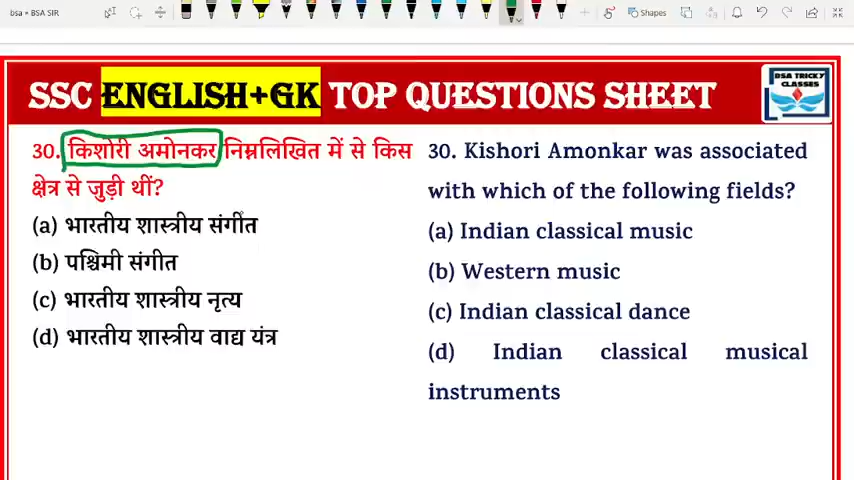 bsa • BSA SIR
Shapes
SSC ENGLISH+GK TOP QUESTIONS SHEET
BSA TRICKY
CLASSES
30. किशोरी अमोनकर निम्नलिखित में से किस
क्षेत्र से जुड़ी थीं?
(a) भारतीय शास्त्रीय संगीत
(b) पश्चिमी संगीत
(c) भारतीय शास्त्रीय नृत्य
(d) भारतीय शास्त्रीय वाद्य यंत्र
30. Kishori Amonkar was associated
with which of the following fields?
(a) Indian classical music
(b) Western music
(c) Indian classical dance
(d) Indian classical musical
instruments